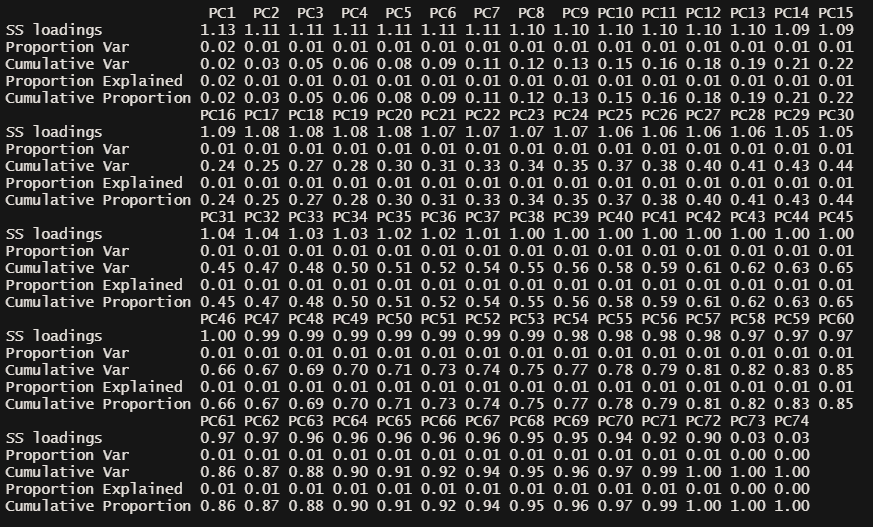 PC1 PC2 PC3 PC4 PC5 PC6 PC7 PC8 PC9 PC10 PC11 PC12 PC13 PC14 PC15
SS loadings 1.13 1.11 1.11 1.11 1.11 1.11 1.11 1.10 1.10 1.10 1.10 1.10 1.10 1.09 1.09
Proportion Var 0.02 0.01 0.01 0.01 0.01 0.01 0.01 0.01 0.01 0.01 0.01 0.01 0.01 0.01 0.01
Cumulative Var 0.02 0.03 0.05 0.06 0.08 0.09 0.11 0.12 0.13 0.15 0.16 0.18 0.19 0.21 0.22
Proportion Explained 0.02 0.01 0.01 0.01 0.01 0.01 0.01 0.01 0.01 0.01 0.01 0.01 0.01 0.01 0.01
Cumulative Proportion 0.02 0.03 0.05 0.06 0.08 0.09 0.11 0.12 0.13 0.15 0.16 0.18 0.19 0.21 0.22
PC16 PC17 PC18 PC19 PC20 PC21 PC22 PC23 PC24 PC25 PC26 PC27 PC28 PC29 PC30
SS loadings 1.09 1.08 1.08 1.08 1.08 1.07 1.07 1.07 1.07 1.06 1.06 1.06 1.06 1.05 1.05
Proportion Var 0.01 0.01 0.01 0.01 0.01 0.01 0.01 0.01 0.01 0.01 0.01 0.01 0.01 0.01 0.01
Cumulative Var 0.24 0.25 0.27 0.28 0.30 0.31 0.33 0.34 0.35 0.37 0.38 0.40 0.41 0.43 0.44
Proportion Explained 0.01 0.01 0.01 0.01 0.01 0.01 0.01 0.01 0.01 0.01 0.01 0.01 0.01 0.01 0.01
Cumulative Proportion 0.24 0.25 0.27 0.28 0.30 0.31 0.33 0.34 0.35 0.37 0.38 0.40 0.41 0.43 0.44
PC31 PC32 PC33 PC34 PC35 PC36 PC37 PC38 PC39 PC40 PC41 PC42 PC43 PC44 PC45
SS loadings 1.04 1.04 1.03 1.03 1.02 1.02 1.01 1.00 1.00 1.00 1.00 1.00 1.00 1.00 1.00
Proportion Var 0.01 0.01 0.01 0.01 0.01 0.01 0.01 0.01 0.01 0.01 0.01 0.01 0.01 0.01 0.01
Cumulative Var 0.45 0.47 0.48 0.50 0.51 0.52 0.54 0.55 0.56 0.58 0.59 0.61 0.62 0.63 0.65
Proportion Explained 0.01 0.01 0.01 0.01 0.01 0.01 0.01 0.01 0.01 0.01 0.01 0.01 0.01 0.01 0.01
Cumulative Proportion 0.45 0.47 0.48 0.50 0.51 0.52 0.54 0.55 0.56 0.58 0.59 0.61 0.62 0.63 0.65
PC46 PC47 PC48 PC49 PC50 PC51 PC52 PC53 PC54 PC55 PC56 PC57 PC58 PC59 PC60
SS loadings 1.00 0.99 0.99 0.99 0.99 0.99 0.99 0.99 0.98 0.98 0.98 0.98 0.97 0.97 0.97
Proportion Var 0.01 0.01 0.01 0.01 0.01 0.01 0.01 0.01 0.01 0.01 0.01 0.01 0.01 0.01 0.01
Cumulative Var 0.66 0.67 0.69 0.70 0.71 0.73 0.74 0.75 0.77 0.78 0.79 0.81 0.82 0.83 0.85
Proportion Explained 0.01 0.01 0.01 0.01 0.01 0.01 0.01 0.01 0.01 0.01 0.01 0.01 0.01 0.01 0.01
Cumulative Proportion 0.66 0.67 0.69 0.70 0.71 0.73 0.74 0.75 0.77 0.78 0.79 0.81 0.82 0.83 0.85
PC61 PC62 PC63 PC64 PC65 PC66 PC67 PC68 PC69 PC70 PC71 PC72 PC73 PC74
SS loadings 0.97 0.97 0.96 0.96 0.96 0.96 0.96 0.95 0.95 0.94 0.92 0.90 0.03 0.03
Proportion Var 0.01 0.01 0.01 0.01 0.01 0.01 0.01 0.01 0.01 0.01 0.01 0.01 0.00 0.00
Cumulative Var 0.86 0.87 0.88 0.90 0.91 0.92 0.94 0.95 0.96 0.97 0.99 1.00 1.00 1.00
Proportion Explained 0.01 0.01 0.01 0.01 0.01 0.01 0.01 0.01 0.01 0.01 0.01 0.01 0.00 0.00
Cumulative Proportion 0.86 0.87 0.88 0.90 0.91 0.92 0.94 0.95 0.96 0.97 0.99 1.00 1.00 1.00